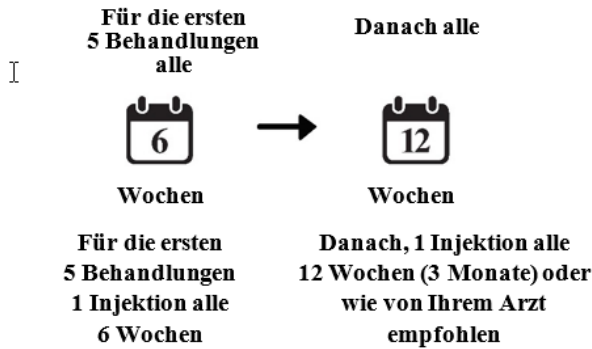 Für die ersten
5 Behandlungen
alle
6
Wochen
Für die ersten
5 Behandlungen
1 Injektion alle
6 Wochen
Danach alle
12
Wochen
Danach, 1 Injektion alle
12 Wochen (3 Monate) oder
wie von Ihrem Arzt
empfohlen